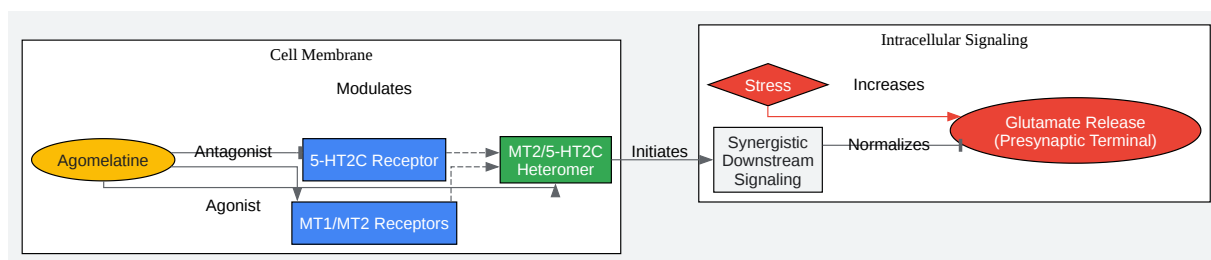 Cell Membrane
Modulates
Agomelatine
Antagonist
5-HT2C Receptor
MT2/5-HT2C
Heteromer
Agonist
MT1/MT2 Receptors
Initiates
Intracellular Signaling
Stress
Increases
Synergistic
Downstream
Signaling
Normalizes
Glutamate Release
(Presynaptic Terminal)